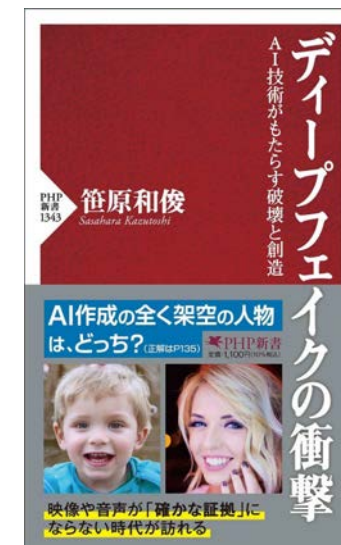 ディープフェイクの衝撃
AI技術がもたらす破壊と創造
PHP
新書
1343
笹原和俊
Sasahara Kazutoshi
AI作成の全く架空の人物
は、どっち?(正解はP135)
PHP新書
定価:1,100円(10%税込)
映像や音声が「確かな証拠」に
ならない時代が訪れる